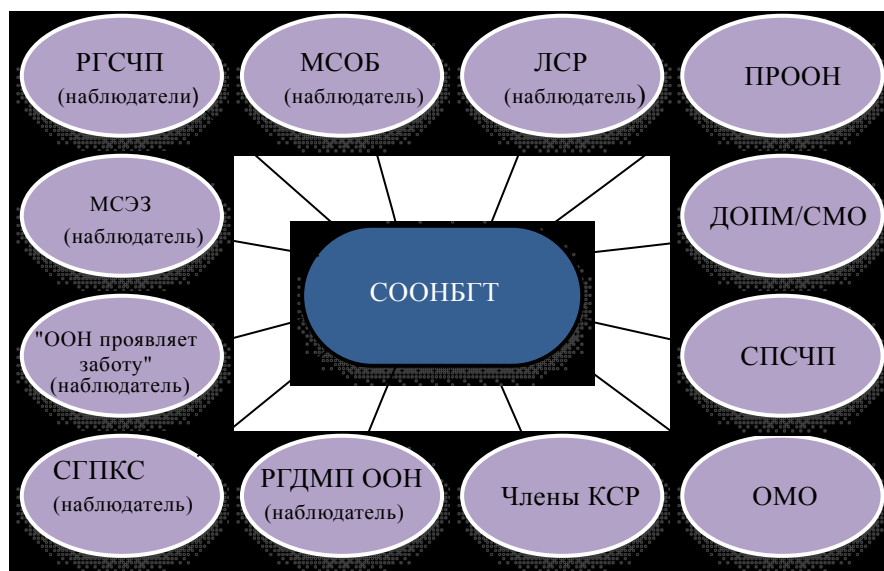 РГСЧП
(наблюдатели)
МСОБ
(наблюдатель)
ЛСР
(наблюдатель)
ПРООН
МСЭЗ
(наблюдатель)
ДОПМ/СМО
СООНБГТ
"ООН проявляет
заботу"
(наблюдатель)
СПСЧП
СГПКС
(наблюдатель)
РГДМП ООН
(наблюдатель)
Члены КСР
ОМО